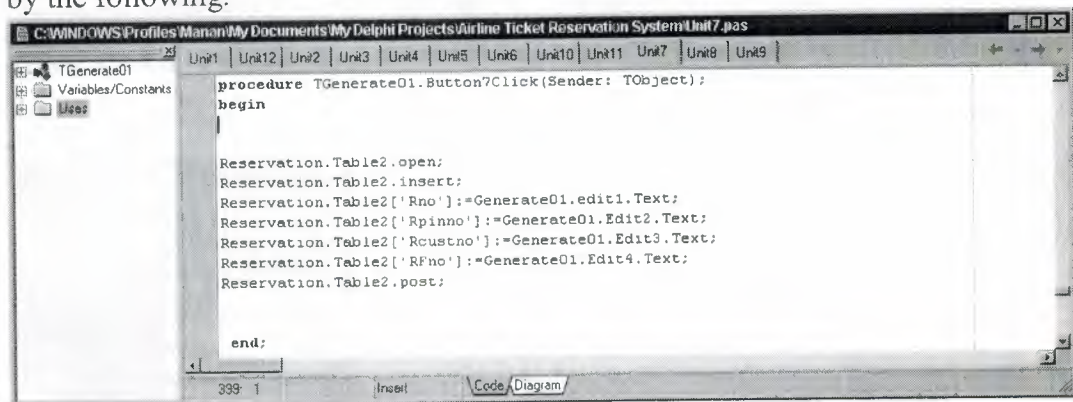 by the following.
C:\WINDOWS\Profiles\Manan\My Documents\My Delphi Projects\Airline Ticket Reservation System\Unit7.pas
Unit1 Unit12 Unit2 Unit3 Unit4 Unit5 Unit6 Unit10 Unit11 Unit7 Unit8 Unit9
TGenerate01
Variables/Constants
Uses
procedure TGenerate01.Button7Click(Sender: TObject);
begin
Reservation.Table2.open;
Reservation.Table2.insert;
Reservation.Table2['Rno']:=Generate01.edit1.Text;
Reservation.Table2['Rpinno']:=Generate01.Edit2.Text;
Reservation.Table2['Rcustno']:=Generate01.Edit3.Text;
Reservation.Table2['RFno']:=Generate01.Edit4.Text;
Reservation.Table2.post;
end;
339: 1 Insert Code Diagram